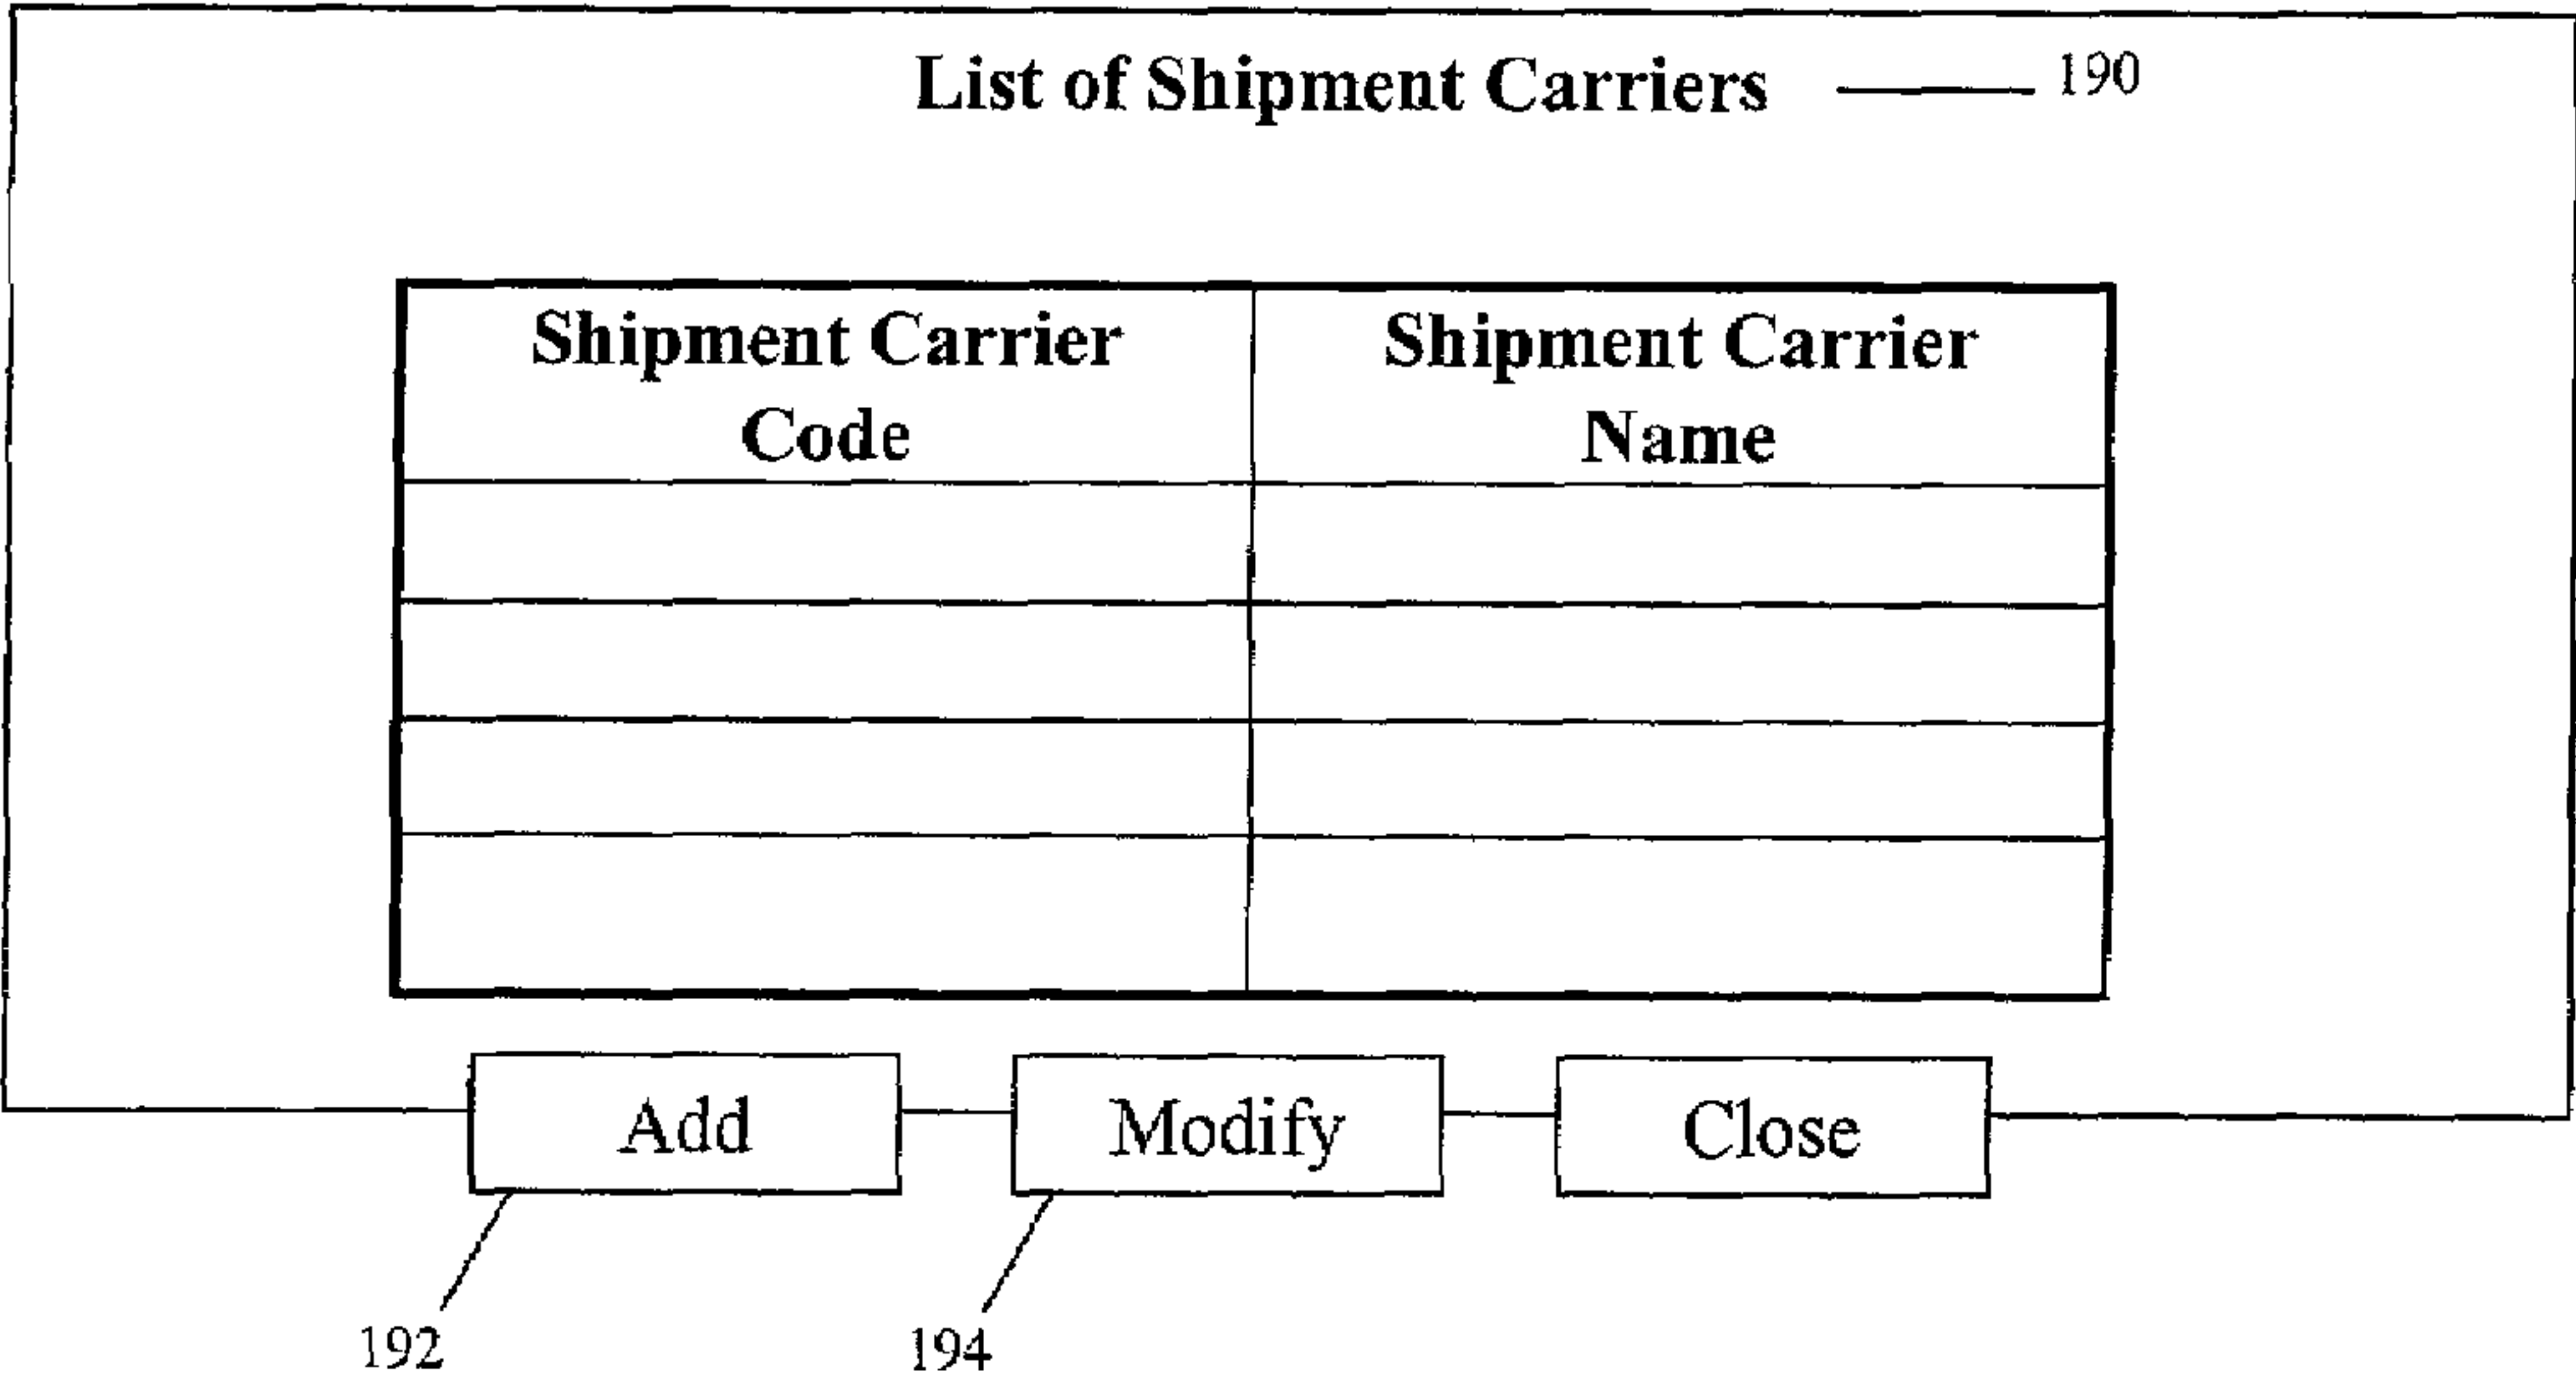 List of Shipment Carriers 190
Shipment Carrier Code
Shipment Carrier Name
Add Modify Close
192 194